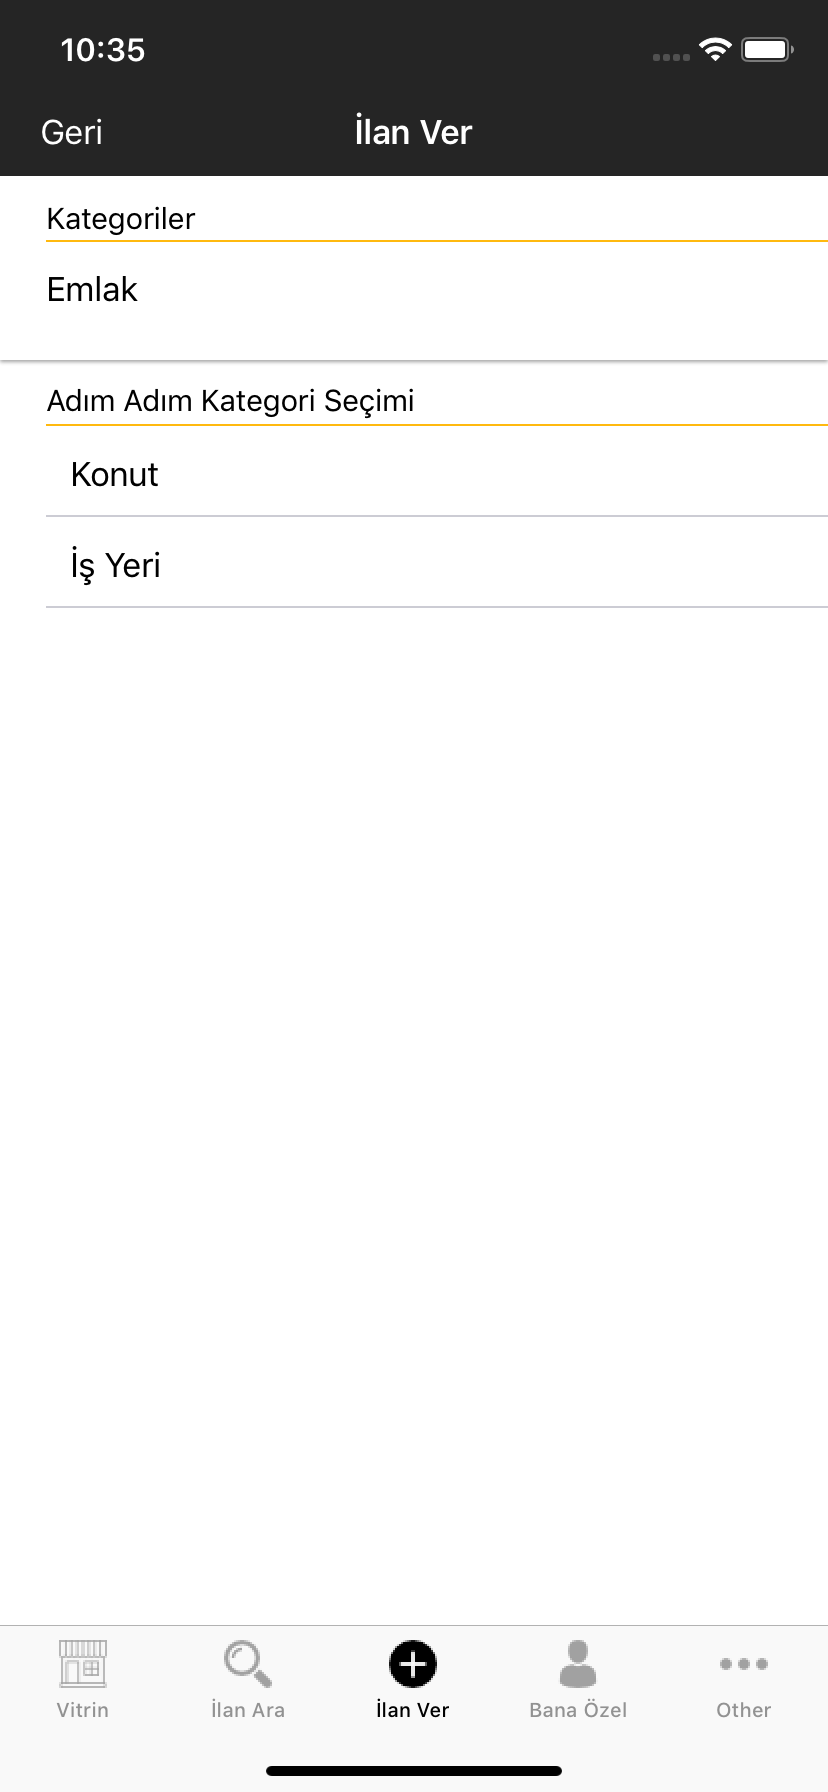 10:35
Geri
İlan Ver
Kategoriler
Emlak
Adım Adım Kategori Seçimi
Konut
İş Yeri
Vitrin
İlan Ara
İlan Ver
Bana Özel
Other